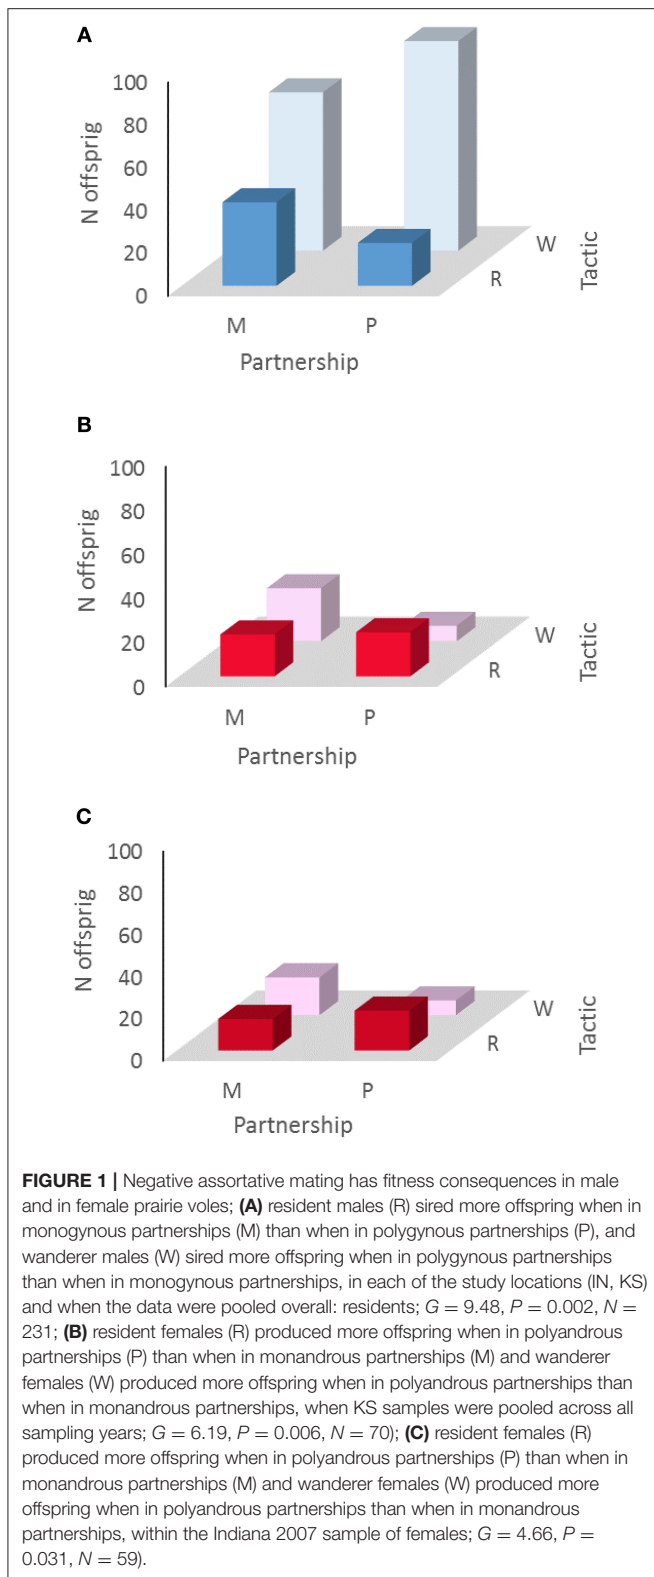 A
100
80
60
40
20
0
N offsprig
W
R
Tactic
M P
Partnership
B
100
80
60
40
20
0
N offsprig
W
R
Tactic
M P
Partnership
C
100
80
60
40
20
0
N offsprig
W
R
Tactic
M P
Partnership
FIGURE 1 | Negative assortative mating has fitness consequences in male
and in female prairie voles; (A) resident males (R) sired more offspring when in
monogynous partnerships (M) than when in polygynous partnerships (P), and
wanderer males (W) sired more offspring when in polygynous partnerships
than when in monogynous partnerships, in each of the study locations (IN, KS)
and when the data were pooled overall: residents; G = 9.48, P = 0.002, N =
231; (B) resident females (R) produced more offspring when in polyandrous
partnerships (P) than when in monandrous partnerships (M) and wanderer
females (W) produced more offspring when in polyandrous partnerships than
when in monandrous partnerships, when KS samples were pooled across all
sampling years; G = 6.19, P = 0.006, N = 70); (C) resident females (R)
produced more offspring when in polyandrous partnerships (P) than when in
monandrous partnerships (M) and wanderer females (W) produced more
offspring when in polyandrous partnerships than when in monandrous
partnerships, within the Indiana 2007 sample of females; G = 4.66, P =
0.031, N = 59).